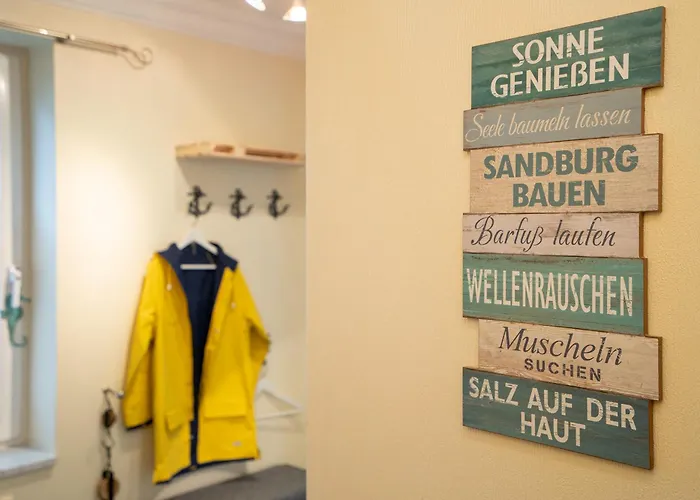 SONNE
GENIEßEN
Seele baumeln lassen
SANDBURG
BAUEN
Barfuß laufen
WELLENRAUSCHEN
Muscheln
SUCHEN
SALZ AUF DER
HAUT